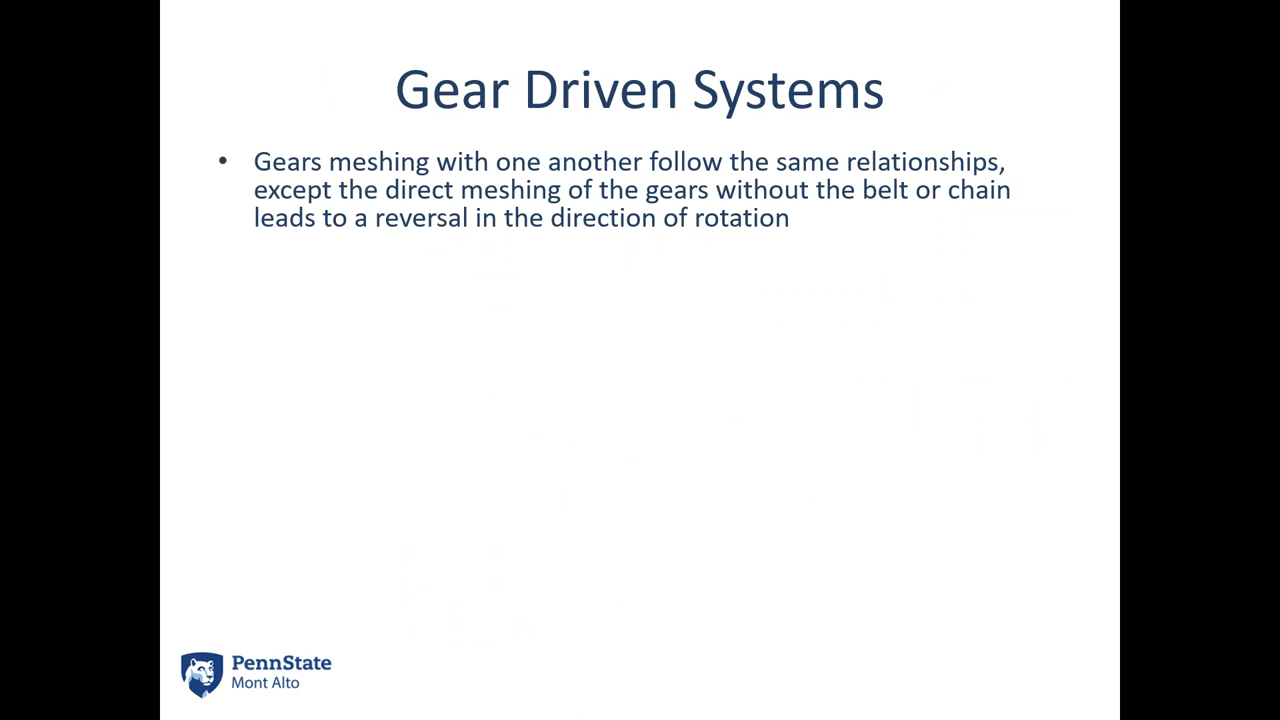 Gear Driven Systems
• Gears meshing with one another follow the same relationships,
except the direct meshing of the gears without the belt or chain
leads to a reversal in the direction of rotation
PennState
Mont Alto